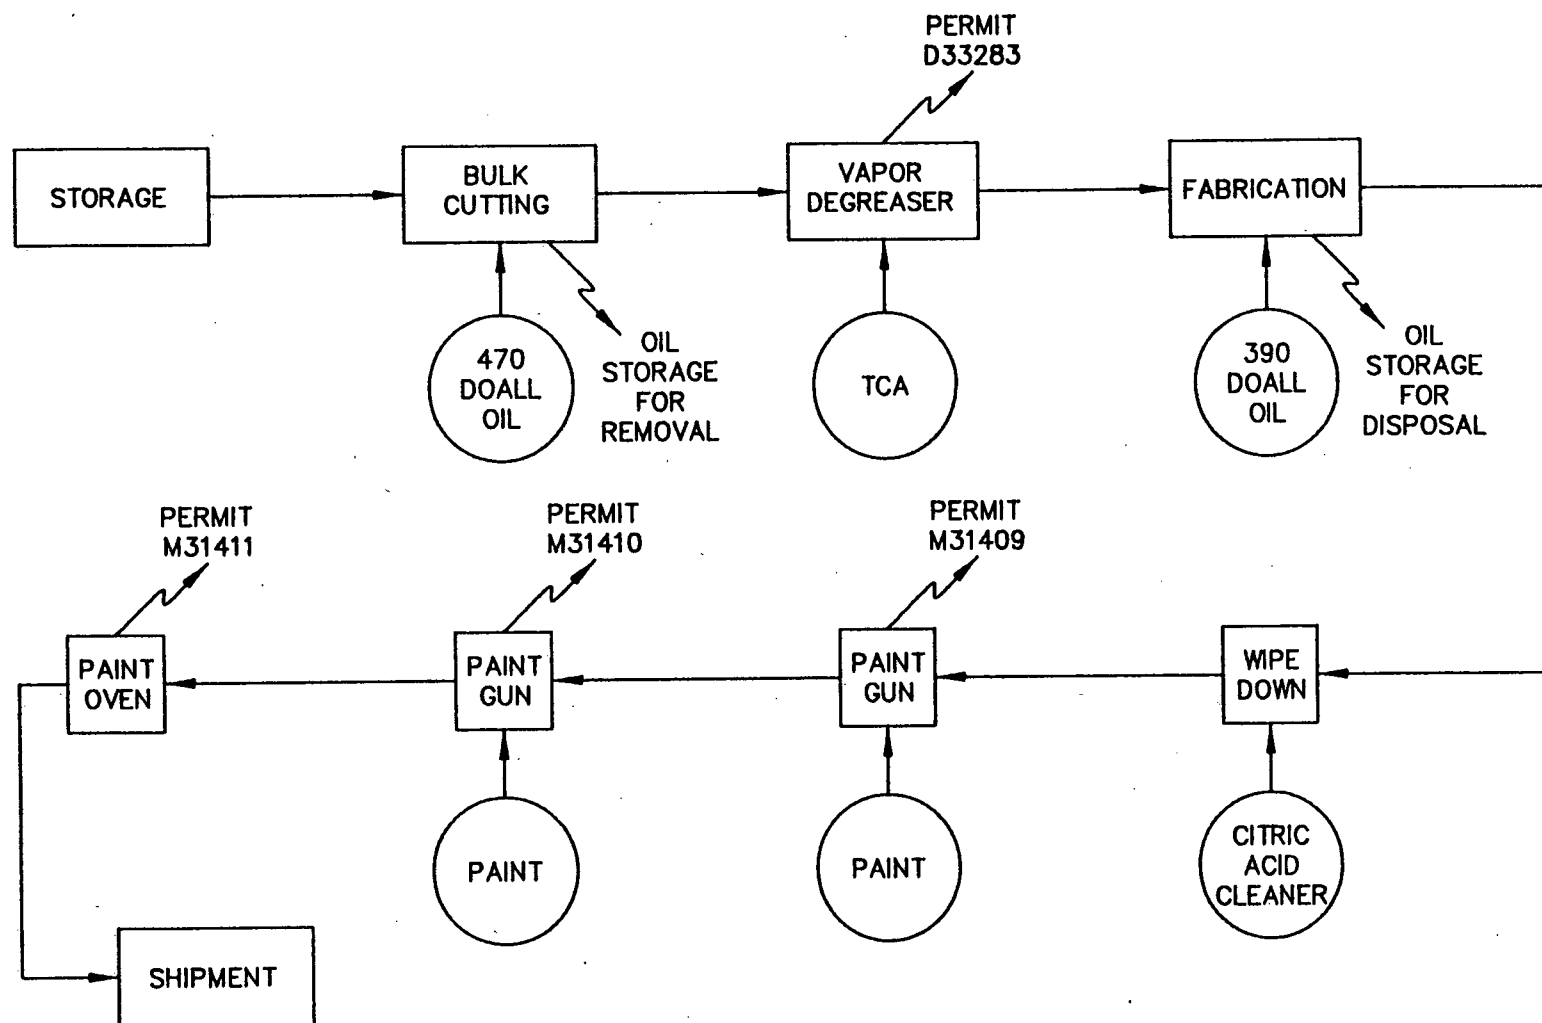 PERMIT
D33283
STORAGE
BULK
CUTTING
VAPOR
DEGREASER
FABRICATION
470
DOALL
OIL
OIL
STORAGE
FOR
REMOVAL
TCA
390
DOALL
OIL
OIL
STORAGE
FOR
DISPOSAL
PERMIT
M31411
PERMIT
M31410
PERMIT
M31409
PAINT
OVEN
PAINT
GUN
PAINT
GUN
WIPE
DOWN
PAINT
PAINT
CITRIC
ACID
CLEANER
SHIPMENT